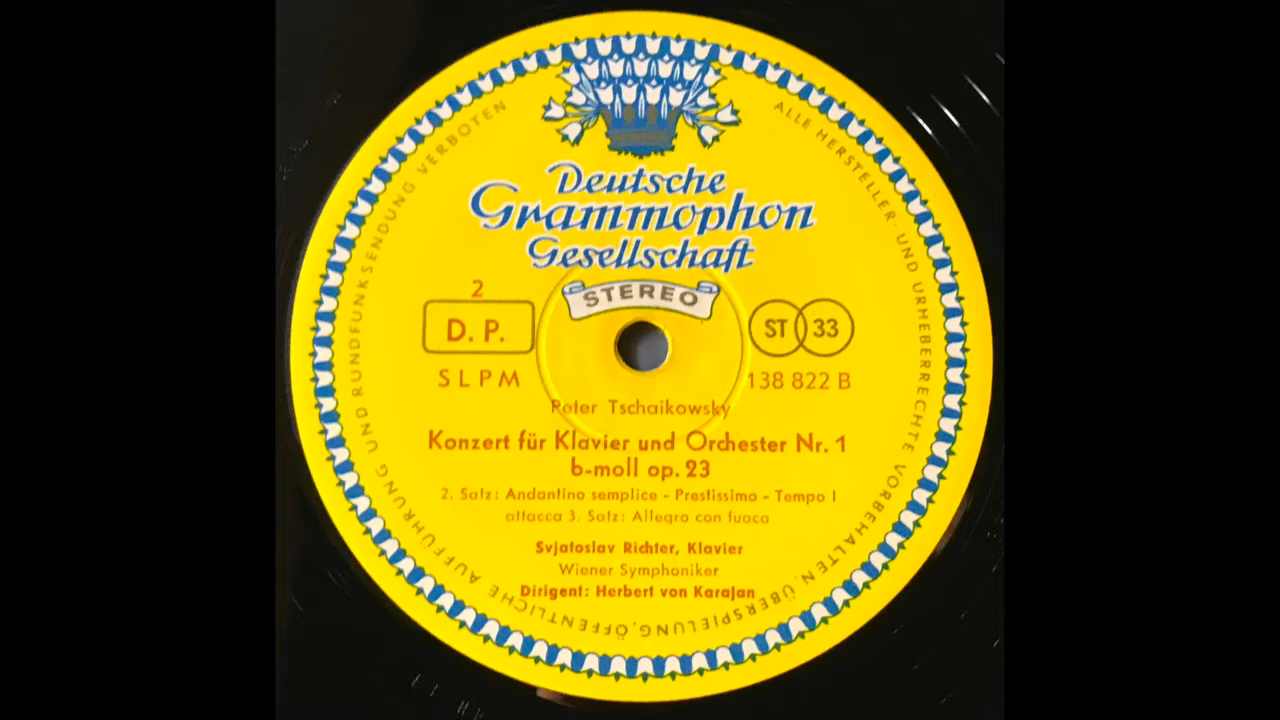 Deutsche
Grammophon
Gesellschaft
STEREO
2
D. P.
ST 33
SLPM
138 822 B
Peter Tschaikowsky
Konzert für Klavier und Orchester Nr. 1
b-moll op. 23
2. Satz: Andantino semplice - Prestissimo - Tempo I
attacca 3. Satz: Allegro con fuoco
Svjatoslav Richter, Klavier
Wiener Symphoniker
Dirigent: Herbert von Karajan
ALLE HERSTELLER- UND URHEBERRECHTE VORBEHALTEN, ÜBERSPIELUNG, ÖFFENTLICHE AUFFÜHRUNG UND RUNDFUNKSENDUNG VERBOTEN